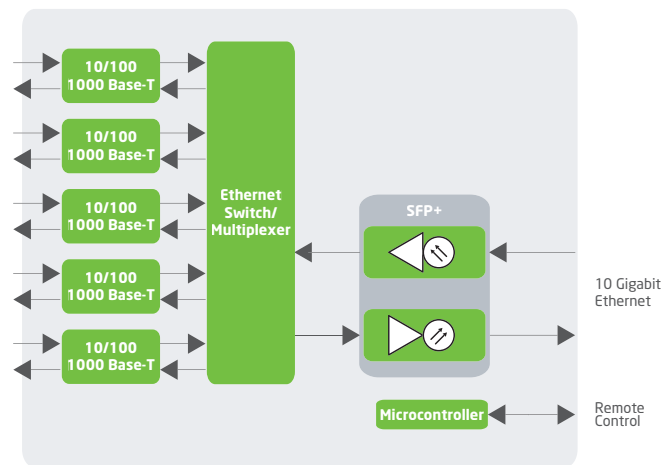 10/100
1000 Base-T
10/100
1000 Base-T
10/100
1000 Base-T
10/100
1000 Base-T
10/100
1000 Base-T
Ethernet
Switch/
Multiplexer
SFP+
10 Gigabit
Ethernet
Microcontroller
Remote
Control